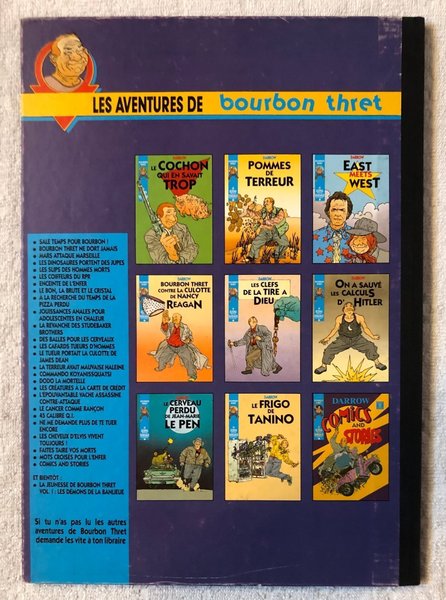 LES AVENTURES DE bourbon thret
DARROW
LE COCHON
QUI EN SAVAIT
TROP
DARROW
POMMES
DE
TERREUR
DARROW
EAST
MEETS
WEST
DARROW
BOURBON THRET
CONTRE LA CULOTTE
DE NANCY
REAGAN
DARROW
LES CLEFS
DE LA TIRE A
DIEU
DARROW
ON A SAUVÉ
LES CALCULS
D'HITLER
DARROW
LE CERVEAU
PERDU
DE JEAN-MARIE
LE PEN
DARROW
LE FRIGO
DE
TANINO
DARROW
COMICS
AND
STORIES
SALE TEMPS POUR BOURBON !
BOURBON THRET NE DORT JAMAIS
MARS ATTAQUE MARSEILLE
LES DINOSAURES PORTENT DES JUPES
LES SLIPS DES HOMMES MORTS
LES COIFFEURS DU RPR
ENCEINTE DE L'ENFER
LE BON, LA BRUTE ET LE CRISTAL
A LA RECHERCHE DU TEMPS DE LA
PIZZA PERDU
JOUISSANCES ANALES POUR
ADOLESCENTES EN CHALEUR
LA REVANCHE DES STUDEBAKER
BROTHERS
DES BALLES POUR LES CERVEAUX
LES CAFARDS TUEURS D'HOMMES
LE TUEUR PORTAIT LA CULOTTE DE
JAMES DEAN
LA TERREUR AVAIT MAUVAISE HALEINE
COMMANDO KOYANISSQUATSI
DODO LA MORTELLE
LES CRÉATURES A LA CARTE DE CREDIT
L'EPOUVANTABLE VACHE ASSASSINE
CONTRE-ATTAQUE
LE CANCER COMME RANÇON
45 CALIBRE Q.I.
NE ME DEMANDE PLUS DE TE TUER
ENCORE
LES CHEVEUX D'ELVIS VIVENT
TOUJOURS !
FAITES TAIRE VOS MORTS
MOTS CROISES POUR L'ENFER
COMICS AND STORIES
ET BIENTOT :
LA JEUNESSE DE BOURBON THRET
VOL. 1 : LES DÉMONS DE LA BANLIEUE
Si tu n'as pas lu les autres
aventures de Bourbon Thret
demande les vite à ton libraire